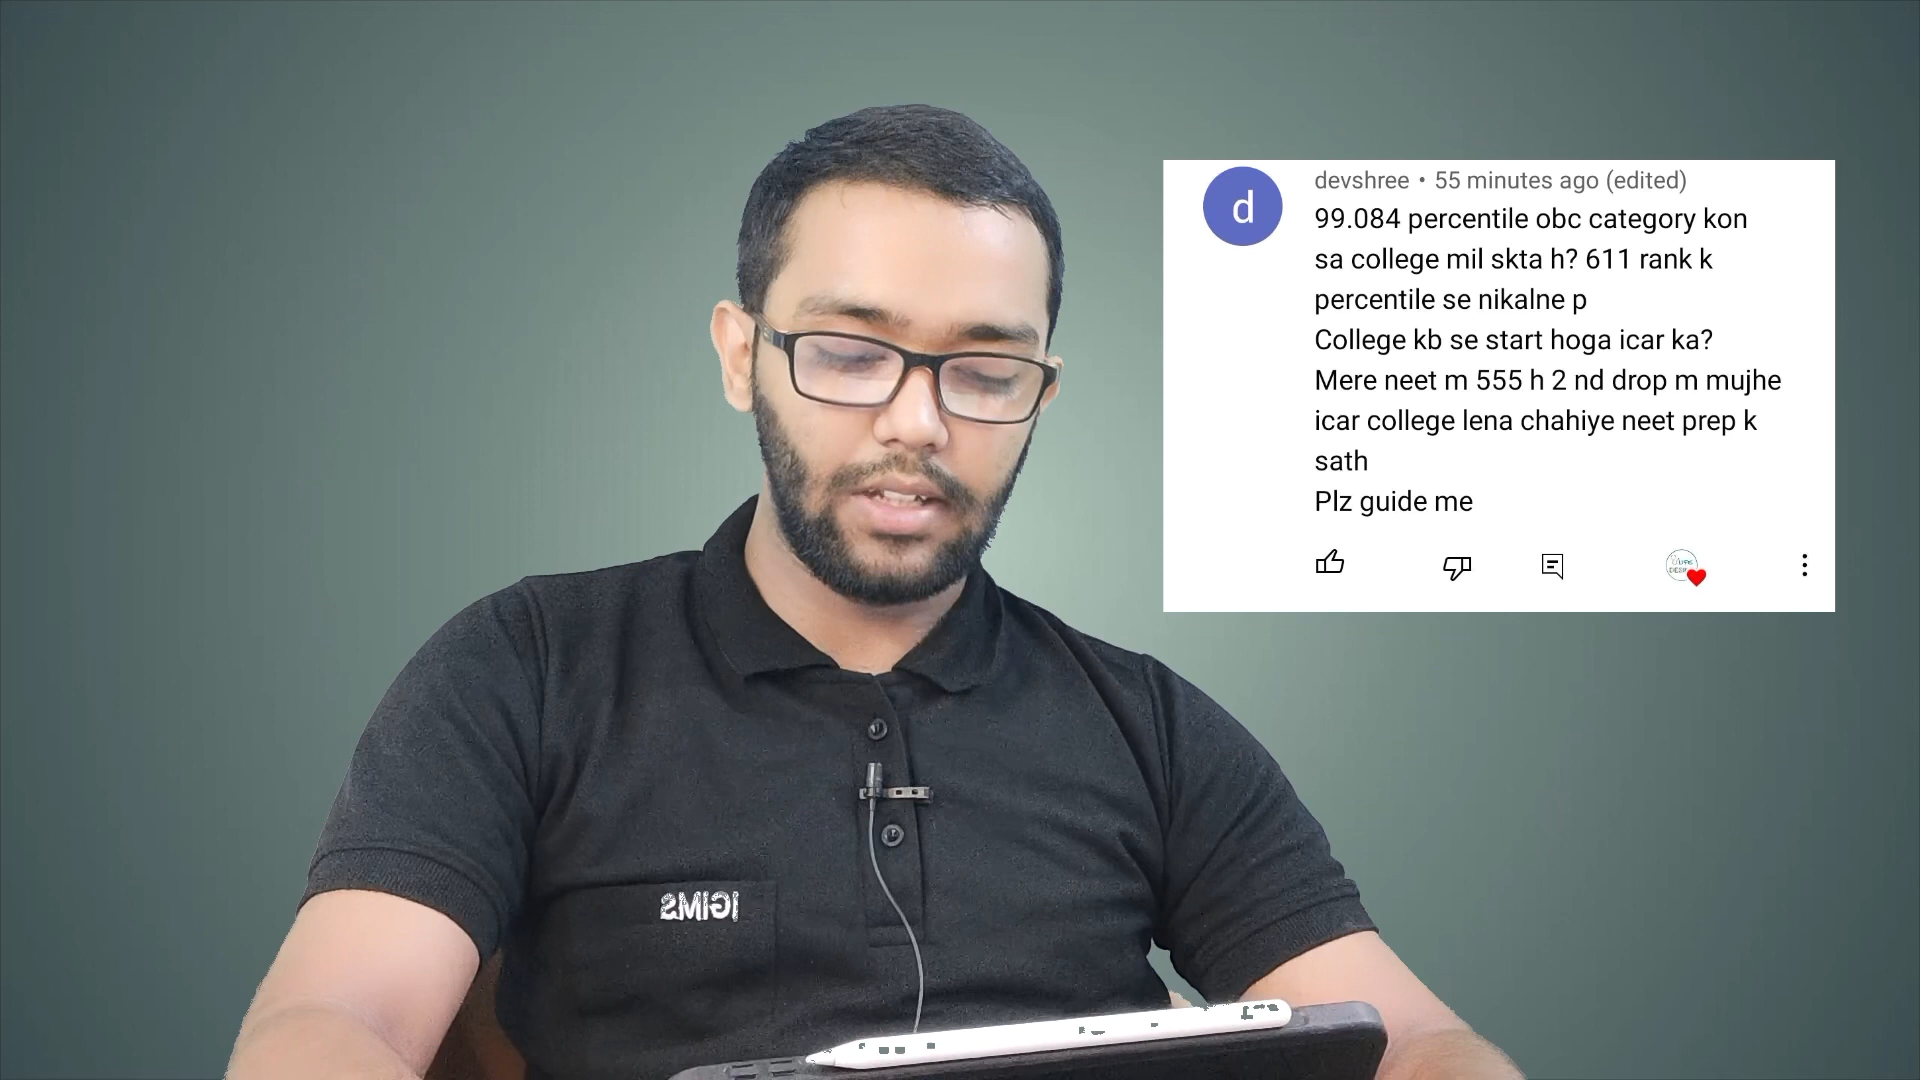 devshree • 55 minutes ago (edited)
d
99.084 percentile obc category kon
sa college mil skta h? 611 rank k
percentile se nikalne p
College kb se start hoga icar ka?
Mere neet m 555 h 2 nd drop m mujhe
icar college lena chahiye neet prep k
sath
Plz guide me
IGIMS